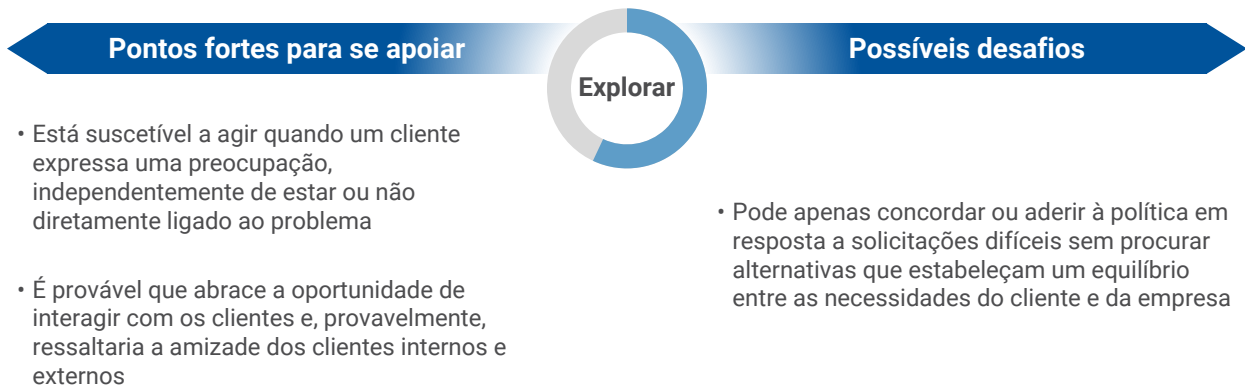 Pontos fortes para se apoiar
Explorar
Possíveis desafios
• Está suscetível a agir quando um cliente
expressa uma preocupação,
independentemente de estar ou não
diretamente ligado ao problema
• É provável que abrace a oportunidade de
interagir com os clientes e, provavelmente,
ressaltaria a amizade dos clientes internos e
externos
• Pode apenas concordar ou aderir à política em
resposta a solicitações difíceis sem procurar
alternativas que estabeleçam um equilíbrio
entre as necessidades do cliente e da empresa